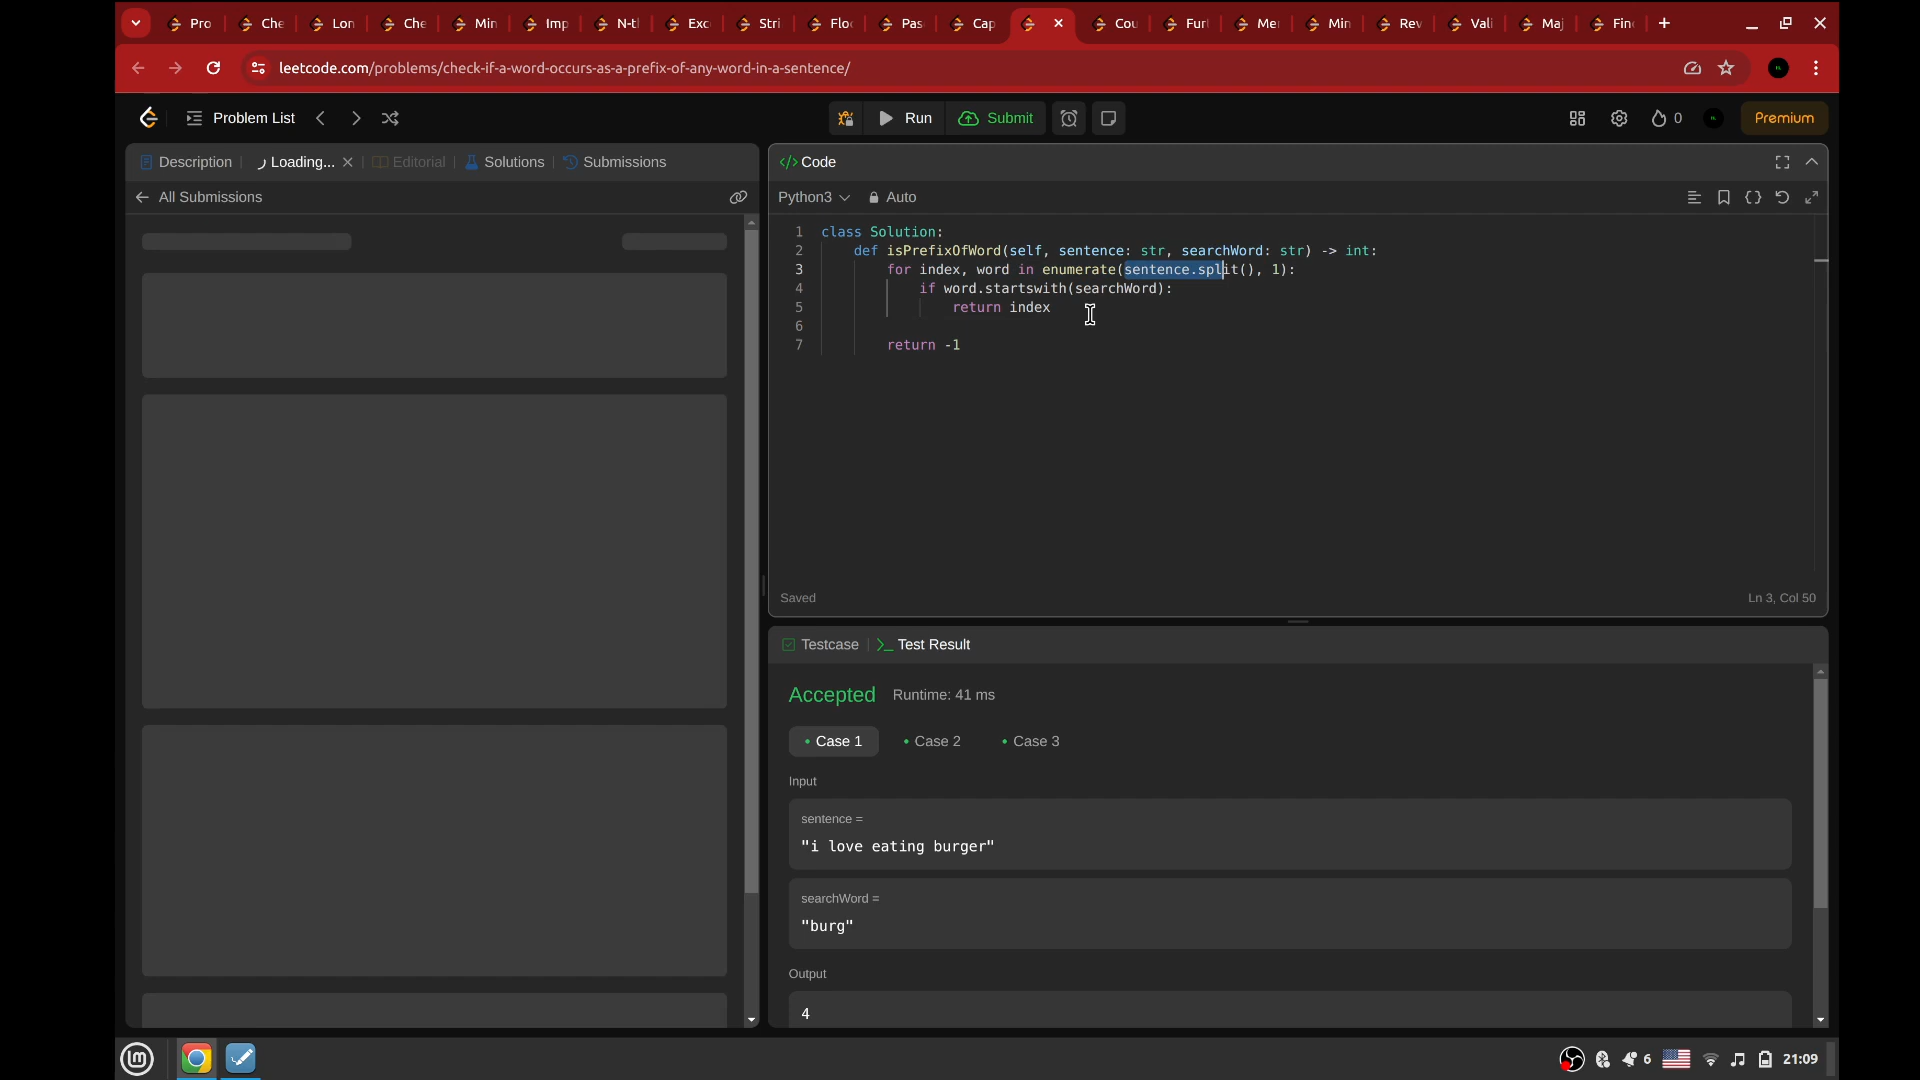 Pro
Che
Lon
Che
Min
Imp
N-t
Exc
Stri
Flo
Pas
Cap
Cou
Furt
Mer
Min
Rev
Vali
Maj
Fin
leetcode.com/problems/check-if-a-word-occurs-as-a-prefix-of-any-word-in-a-sentence/
Problem List
Run
Submit
0
Premium
Description
Loading...
Editorial
Solutions
Submissions
All Submissions
</> Code
Python3
Auto
1 class Solution:
2 def isPrefixOfWord(self, sentence: str, searchWord: str) -> int:
3 for index, word in enumerate(sentence.split(), 1):
4 if word.startswith(searchWord):
5 return index
6
7 return -1
Saved
Ln 3, Col 50
Testcase
>_ Test Result
Accepted
Runtime: 41 ms
• Case 1
• Case 2
• Case 3
Input
sentence =
"i love eating burger"
searchWord =
"burg"
Output
4
6
21:09